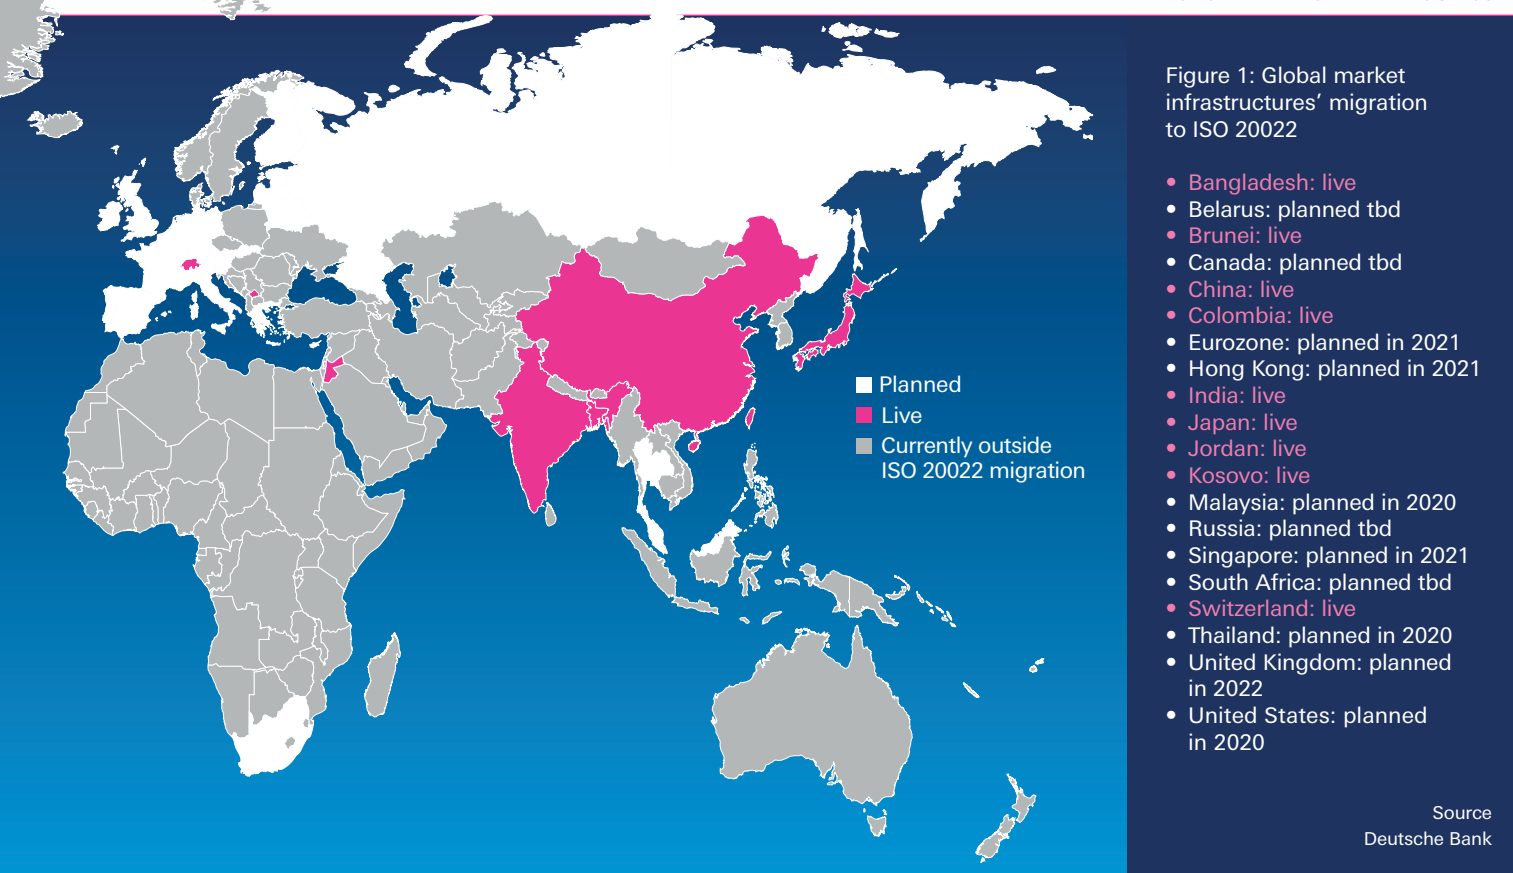 Planned
Live
Currently outside
ISO 20022 migration
Figure 1: Global market
infrastructures’ migration
to ISO 20022
• Bangladesh: live
• Belarus: planned tbd
• Brunei: live
• Canada: planned tbd
• China: live
• Colombia: live
• Eurozone: planned in 2021
• Hong Kong: planned in 2021
• India: live
• Japan: live
• Jordan: live
• Kosovo: live
• Malaysia: planned in 2020
• Russia: planned tbd
• Singapore: planned in 2021
• South Africa: planned tbd
• Switzerland: live
• Thailand: planned in 2020
• United Kingdom: planned
in 2022
• United States: planned
in 2020
Source
Deutsche Bank